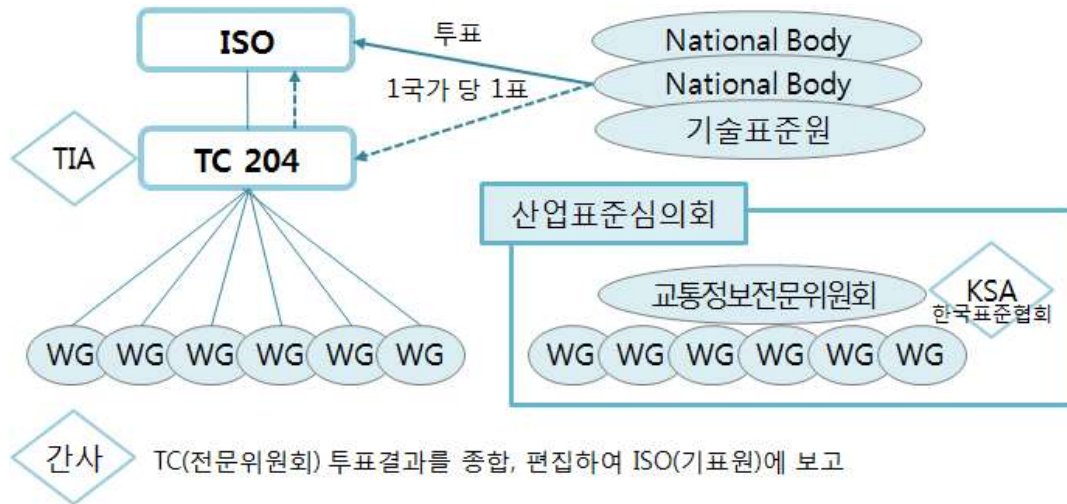 ISO
투표
National Body
National Body
1국가 당 1표
기술표준원
TIA
TC 204
산업표준심의회
교통정보전문위원회
KSA
한국표준협회
WG WG WG WG WG WG
WG WG WG WG WG WG
간사
TC(전문위원회) 투표결과를 종합, 편집하여 ISO(기표원)에 보고